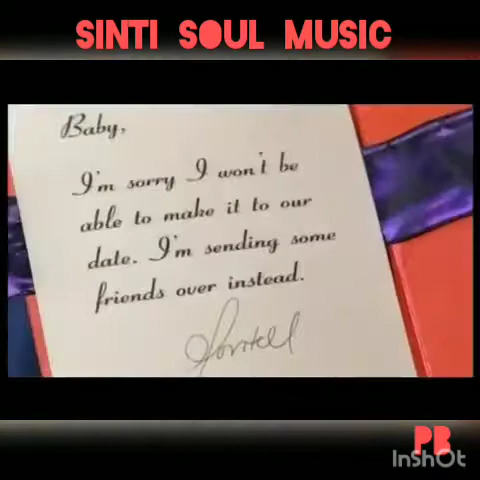 SINTI SOUL MUSIC
Baby,
I'm sorry I won't be
able to make it to our
date. I'm sending some
friends over instead.
PB
InShOt